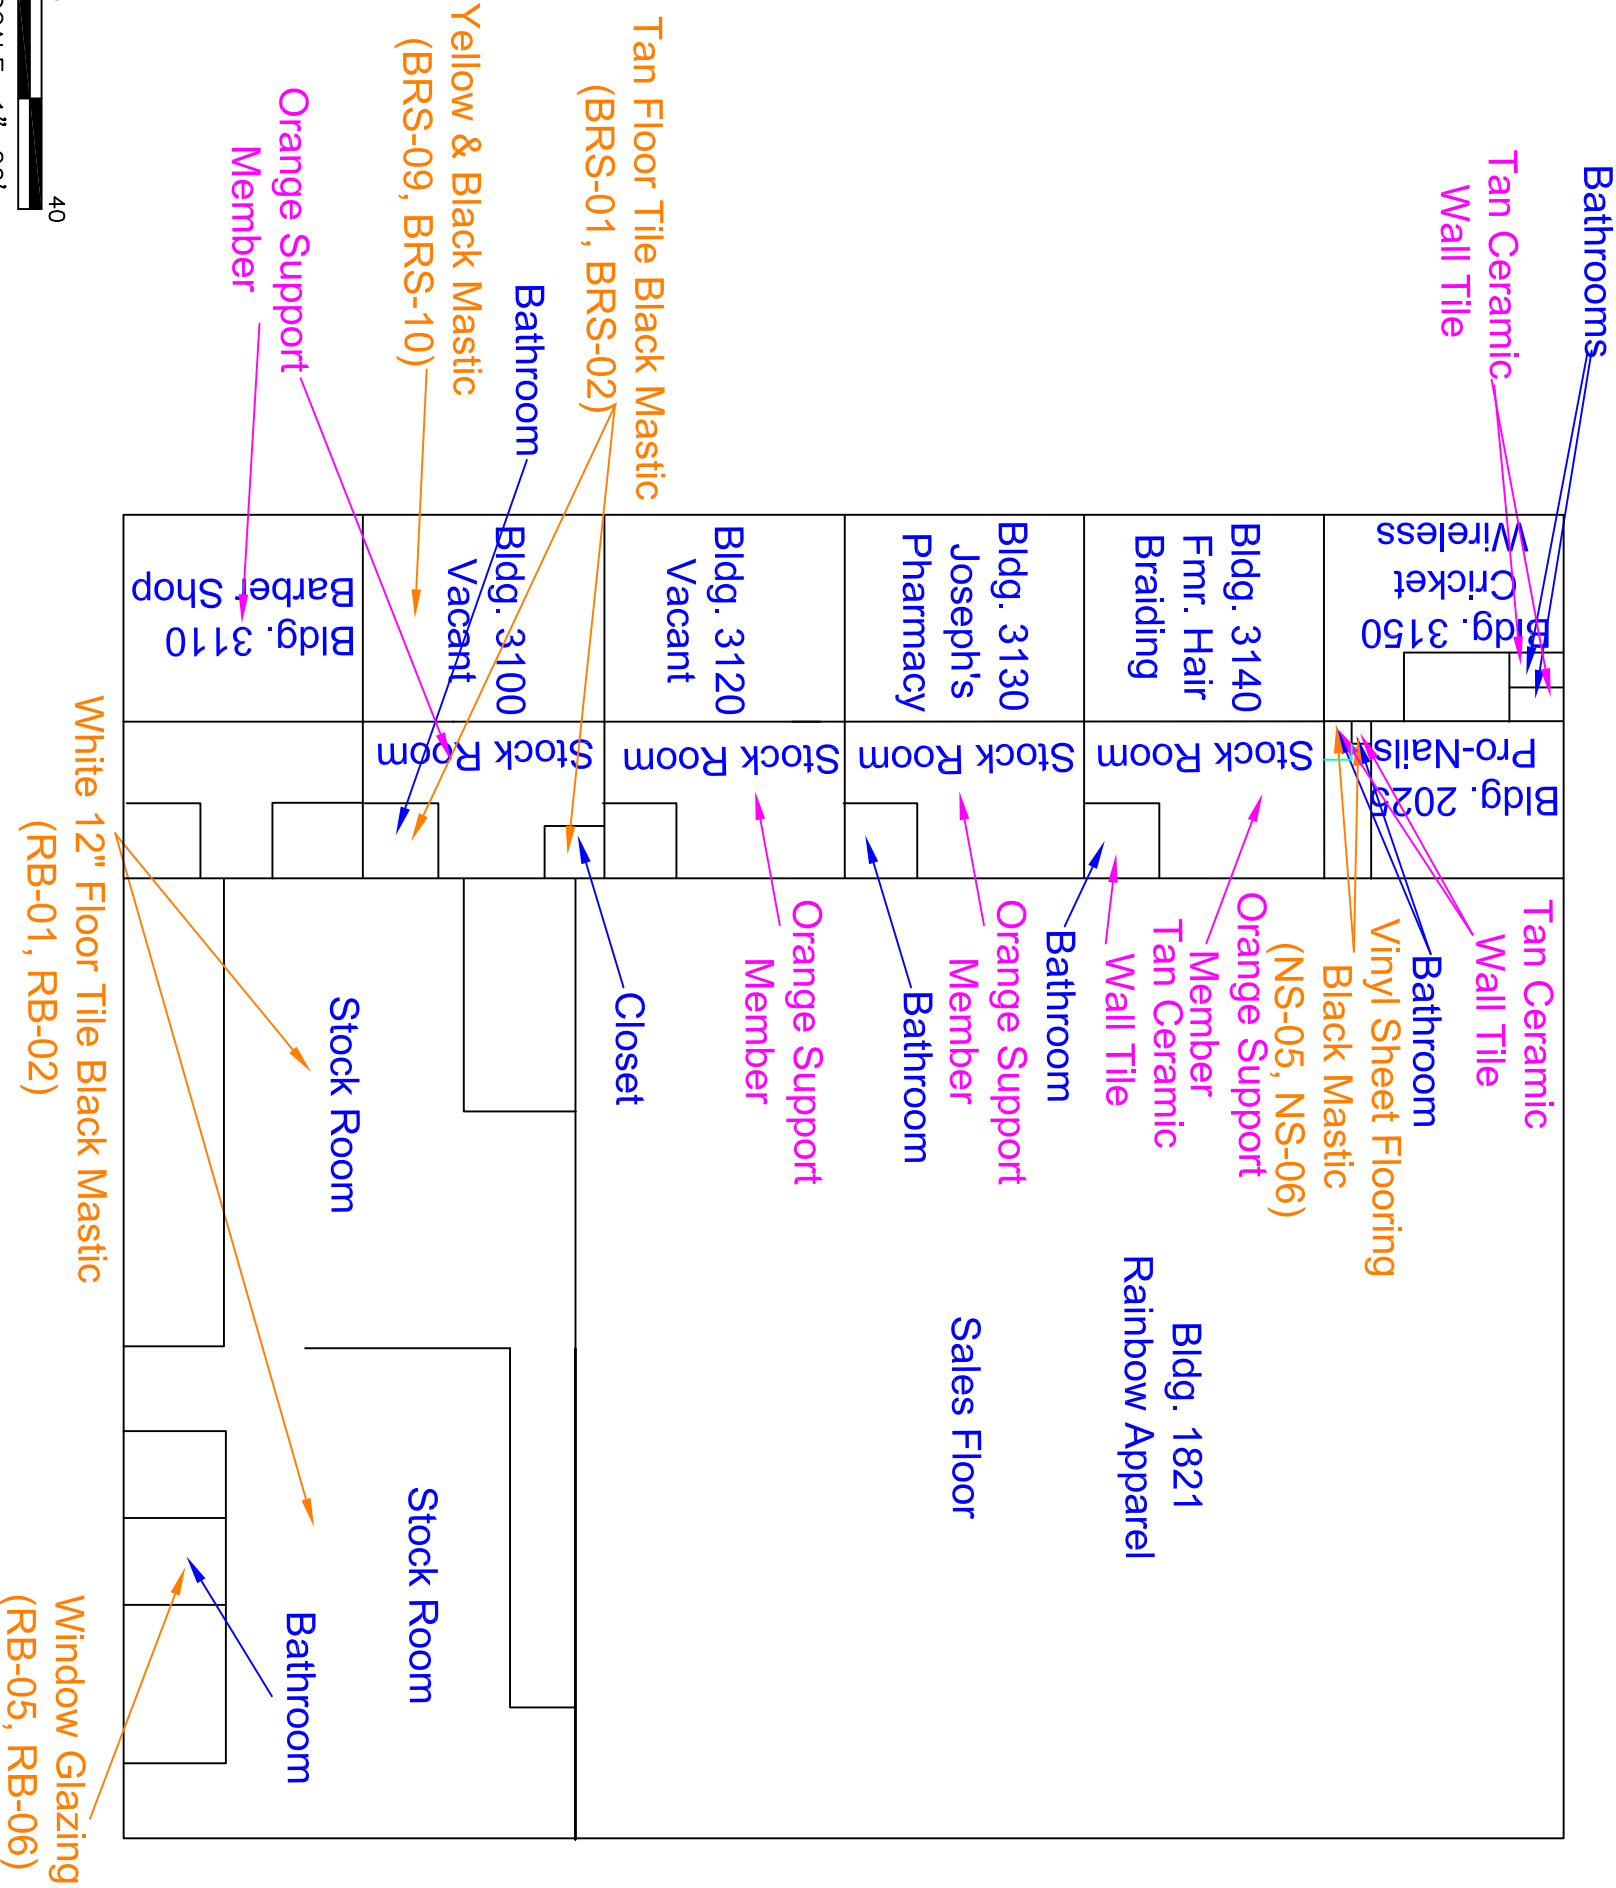 Bathrooms
Tan Ceramic
Wall Tile
Tan Floor Tile Black Mastic
(BRS-01, BRS-02)
Yellow & Black Mastic
(BRS-09, BRS-10)
Bathroom
Orange Support
Member
40
Bldg. 3150
Cricket
Wireless
Bldg. 3140
Fmr. Hair
Braiding
Bldg. 3130
Joseph's
Pharmacy
Bldg. 3120
Vacant
Bldg. 3100
Vacant
Bldg. 3110
Barber Shop
Bldg. 2025
Pro-Nails
Stock Room
Stock Room
Stock Room
Stock Room
Tan Ceramic
Wall Tile
Bathroom
Vinyl Sheet Flooring
Black Mastic
(NS-05, NS-06)
Orange Support
Member
Tan Ceramic
Wall Tile
Bathroom
Orange Support
Member
Bathroom
Orange Support
Member
Closet
Stock Room
White 12" Floor Tile Black Mastic
(RB-01, RB-02)
Bldg. 1821
Rainbow Apparel
Sales Floor
Stock Room
Bathroom
Window Glazing
(RB-05, RB-06)